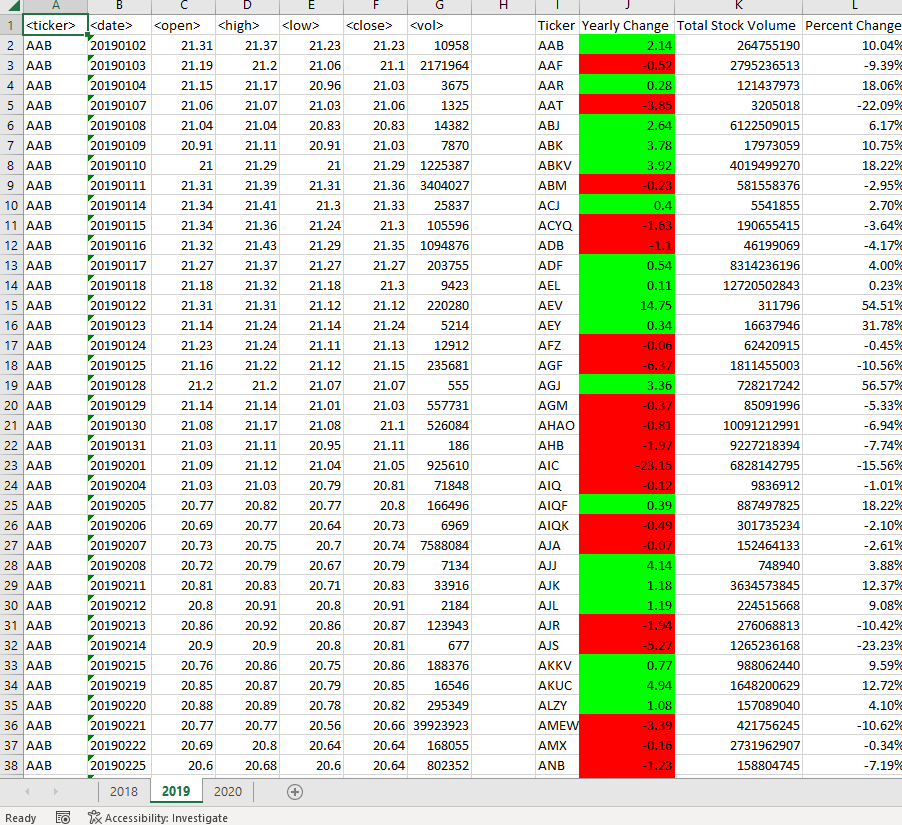 A B C D E F G H I J K L
1 <ticker> <date> <open> <high> <low> <close> <vol> Ticker Yearly Change Total Stock Volume Percent Change
2 AAB 20190102 21.31 21.37 21.23 21.23 10958 AAB 2.14 264755190 10.04%
3 AAB 20190103 21.19 21.2 21.06 21.1 2171964 AAF -0.52 2795236513 -9.39%
4 AAB 20190104 21.15 21.17 20.96 21.03 3675 AAR 0.28 121437973 18.06%
5 AAB 20190107 21.06 21.07 21.03 21.06 1325 AAT -3.85 3205018 -22.09%
6 AAB 20190108 21.04 21.04 20.83 20.83 14382 ABJ 2.64 6122509015 6.17%
7 AAB 20190109 20.91 21.11 20.91 21.03 7870 ABK 3.78 17973059 10.75%
8 AAB 20190110 21 21.29 21 21.29 1225387 ABKV 3.92 4019499270 18.22%
9 AAB 20190111 21.31 21.39 21.31 21.36 3404027 ABM -0.23 581558376 -2.95%
10 AAB 20190114 21.34 21.41 21.3 21.33 25837 ACJ 0.4 5541855 2.70%
11 AAB 20190115 21.34 21.36 21.24 21.3 105596 ACYQ -1.63 190655415 -3.64%
12 AAB 20190116 21.32 21.43 21.29 21.35 1094876 ADB -1.1 46199069 -4.17%
13 AAB 20190117 21.27 21.37 21.27 21.27 203755 ADF 0.54 8314236196 4.00%
14 AAB 20190118 21.18 21.32 21.18 21.3 9423 AEL 0.11 12720502843 0.23%
15 AAB 20190122 21.31 21.31 21.12 21.12 220280 AEV 14.75 311796 54.51%
16 AAB 20190123 21.14 21.24 21.14 21.24 5214 AEY 0.34 16637946 31.78%
17 AAB 20190124 21.23 21.24 21.11 21.13 12912 AFZ -0.06 62420915 -0.45%
18 AAB 20190125 21.16 21.22 21.12 21.15 235681 AGF -6.37 1811455003 -10.56%
19 AAB 20190128 21.2 21.2 21.07 21.07 555 AGJ 3.36 728217242 56.57%
20 AAB 20190129 21.14 21.14 21.01 21.03 557731 AGM -0.37 85091996 -5.33%
21 AAB 20190130 21.08 21.17 21.08 21.1 526084 AHAO -0.81 10091212991 -6.94%
22 AAB 20190131 21.03 21.11 20.95 21.11 186 AHB -1.97 9227218394 -7.74%
23 AAB 20190201 21.09 21.12 21.04 21.05 925610 AIC -23.15 6828142795 -15.56%
24 AAB 20190204 21.03 21.03 20.79 20.81 71848 AIQ -0.12 9836912 -1.01%
25 AAB 20190205 20.77 20.82 20.77 20.8 166496 AIQF 0.39 887497825 18.22%
26 AAB 20190206 20.69 20.77 20.64 20.73 6969 AIQK -0.49 301735234 -2.10%
27 AAB 20190207 20.73 20.75 20.7 20.74 7588084 AJA -0.07 152464133 -2.61%
28 AAB 20190208 20.72 20.79 20.67 20.79 7134 AJJ 4.14 748940 3.88%
29 AAB 20190211 20.81 20.83 20.71 20.83 33916 AJK 1.18 3634573845 12.37%
30 AAB 20190212 20.8 20.91 20.8 20.91 2184 AJL 1.19 224515668 9.08%
31 AAB 20190213 20.86 20.92 20.86 20.87 123943 AJR -1.94 276068813 -10.42%
32 AAB 20190214 20.9 20.9 20.8 20.81 677 AJS -5.27 1265236168 -23.23%
33 AAB 20190215 20.76 20.86 20.75 20.86 188376 AKKV 0.77 988062440 9.59%
34 AAB 20190219 20.85 20.87 20.79 20.85 16546 AKUC 4.94 1648200629 12.72%
35 AAB 20190220 20.88 20.89 20.78 20.82 295349 ALZY 1.08 157089040 4.10%
36 AAB 20190221 20.77 20.77 20.56 20.66 39923923 AMEW -3.39 421756245 -10.62%
37 AAB 20190222 20.69 20.8 20.64 20.64 168055 AMX -0.16 2731962907 -0.34%
38 AAB 20190225 20.6 20.68 20.6 20.64 802352 ANB -1.23 158804745 -7.19%
2018 2019 2020
Ready Accessibility: Investigate